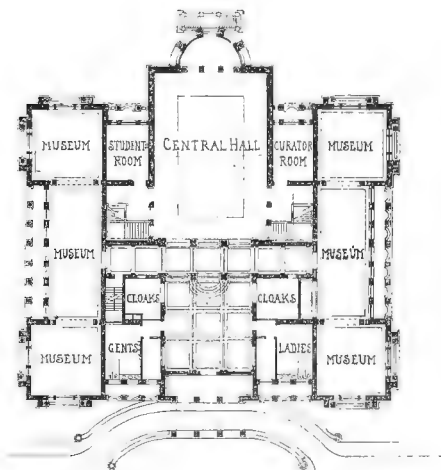 MUSEUM
STUDENT
ROOM
CENTRAL HALL
CURATOR
ROOM
MUSEUM
MUSEUM
MUSEUM
CLOAKS
CLOAKS
MUSEUM
GENTS
LADIES
MUSEUM